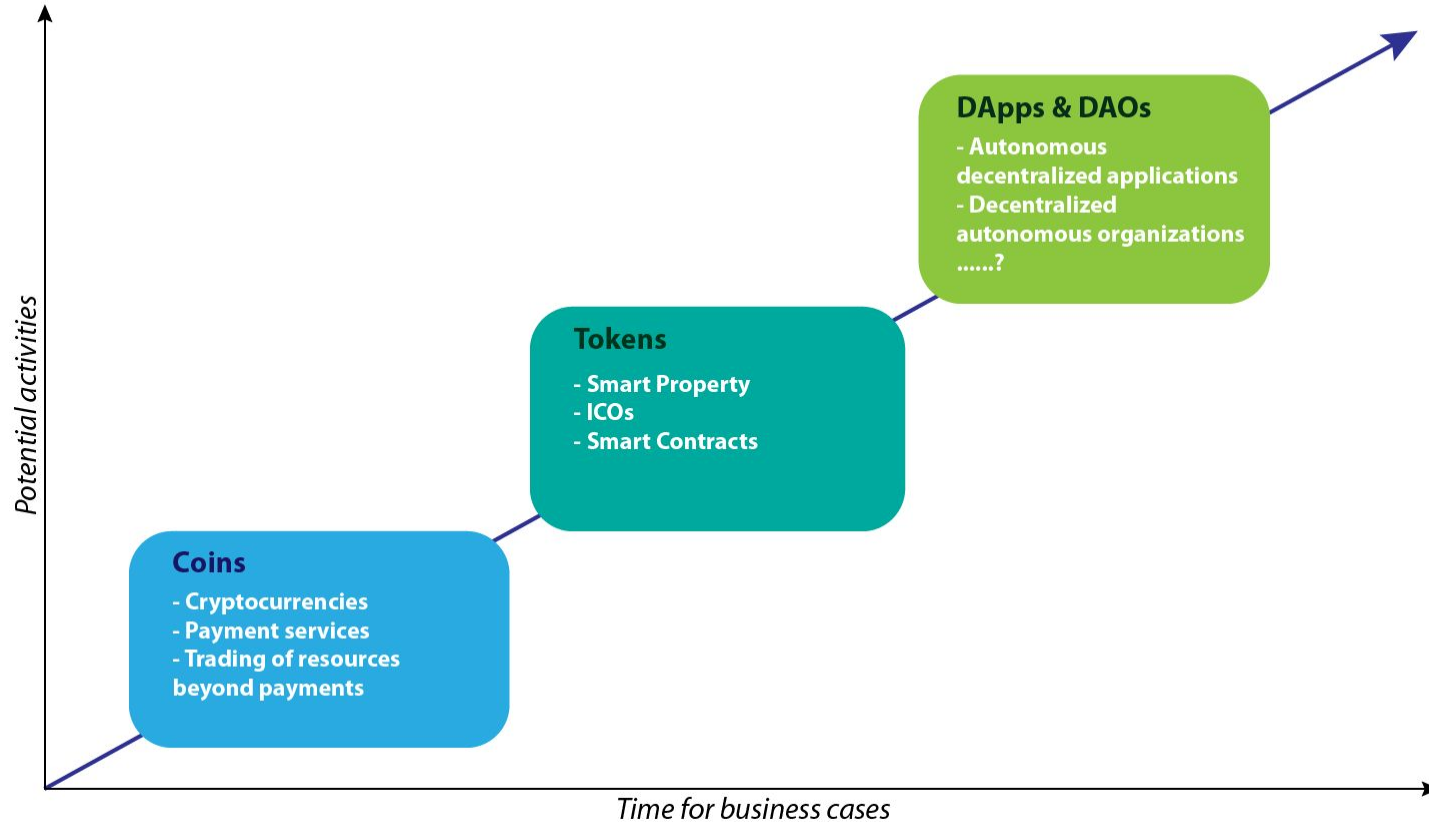 DApps & DAOs
- Autonomous
decentralized applications
- Decentralized
autonomous organizations
......?
Tokens
- Smart Property
- ICOs
- Smart Contracts
Coins
- Cryptocurrencies
- Payment services
- Trading of resources
beyond payments
Potential activities
Time for business cases